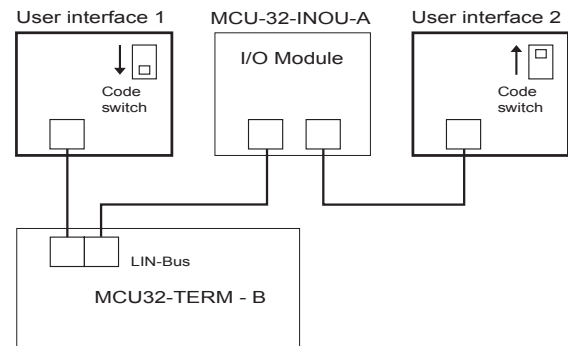 User interface 1
Code
switch
MCU-32-INOU-A
I/O Module
User interface 2
Code
switch
LIN-Bus
MCU32-TERM - B